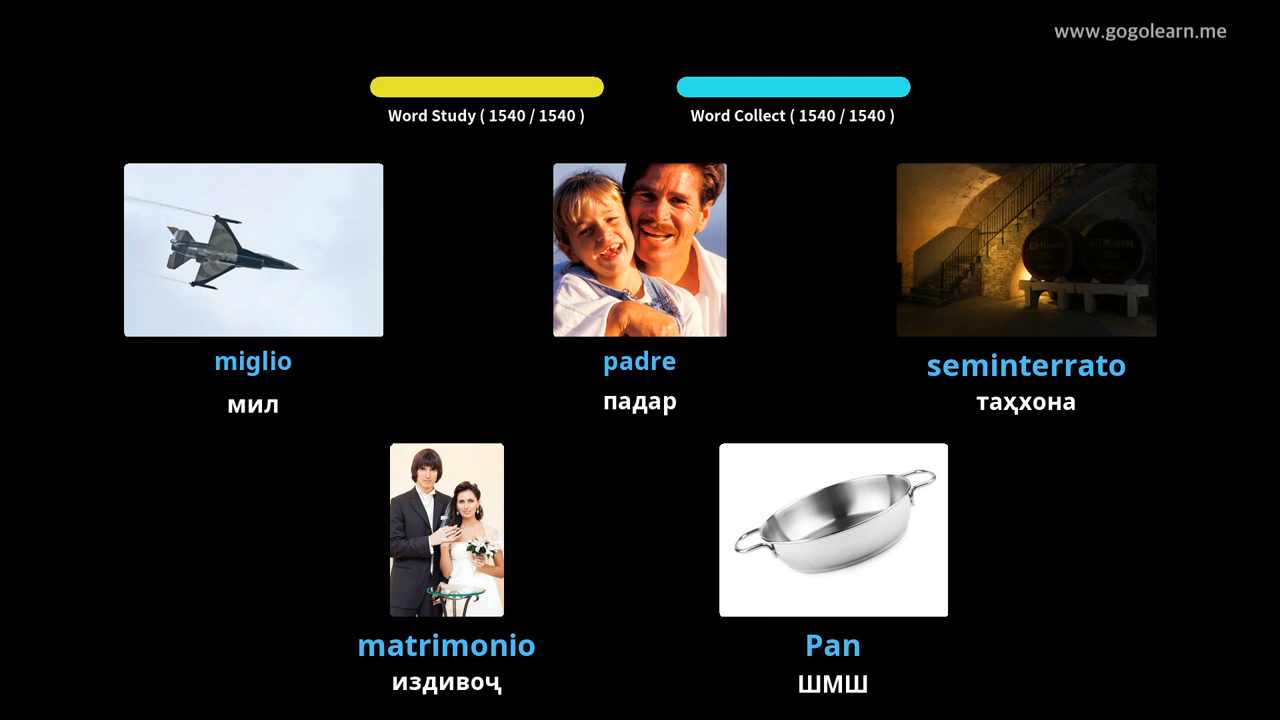 www.gogolearn.me
Word Study ( 1540 / 1540 )
Word Collect ( 1540 / 1540 )
miglio
мил
padre
падар
seminterrato
таҳхона
matrimonio
издивоҷ
Pan
ШМШ